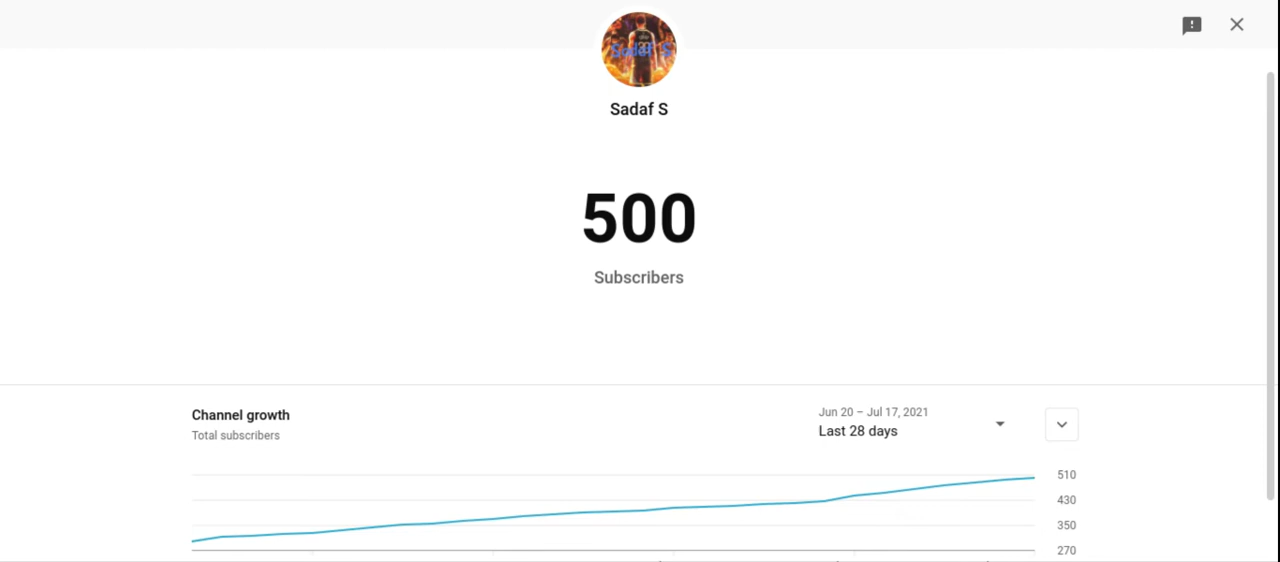 Sadaf S
Sadaf S
500
Subscribers
Channel growth
Total subscribers
Jun 20 – Jul 17, 2021
Last 28 days
510
430
350
270